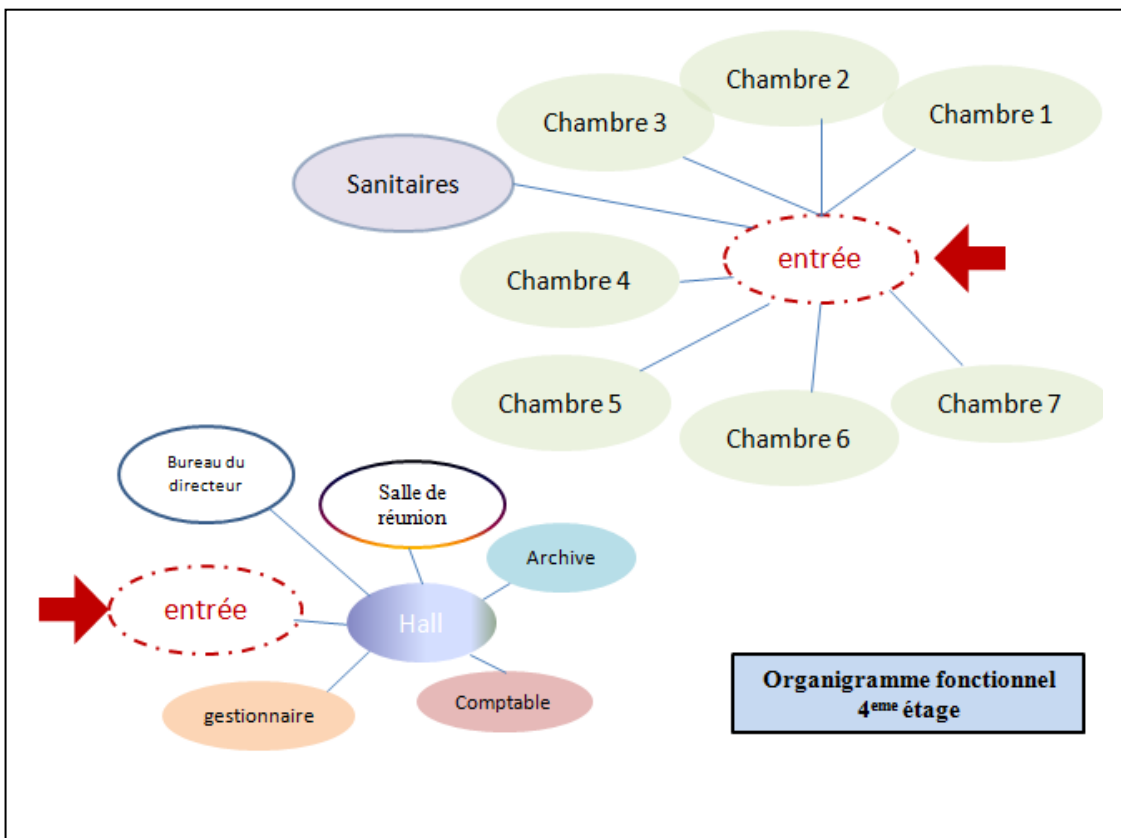 Chambre 2
Chambre 1
Chambre 3
Sanitaires
entrée
Chambre 4
Chambre 5
Chambre 7
Chambre 6
Bureau du
directeur
Salle de
réunion
Archive
entrée
Hall
gestionnaire
Comptable
Organigramme fonctionnel
4eme étage